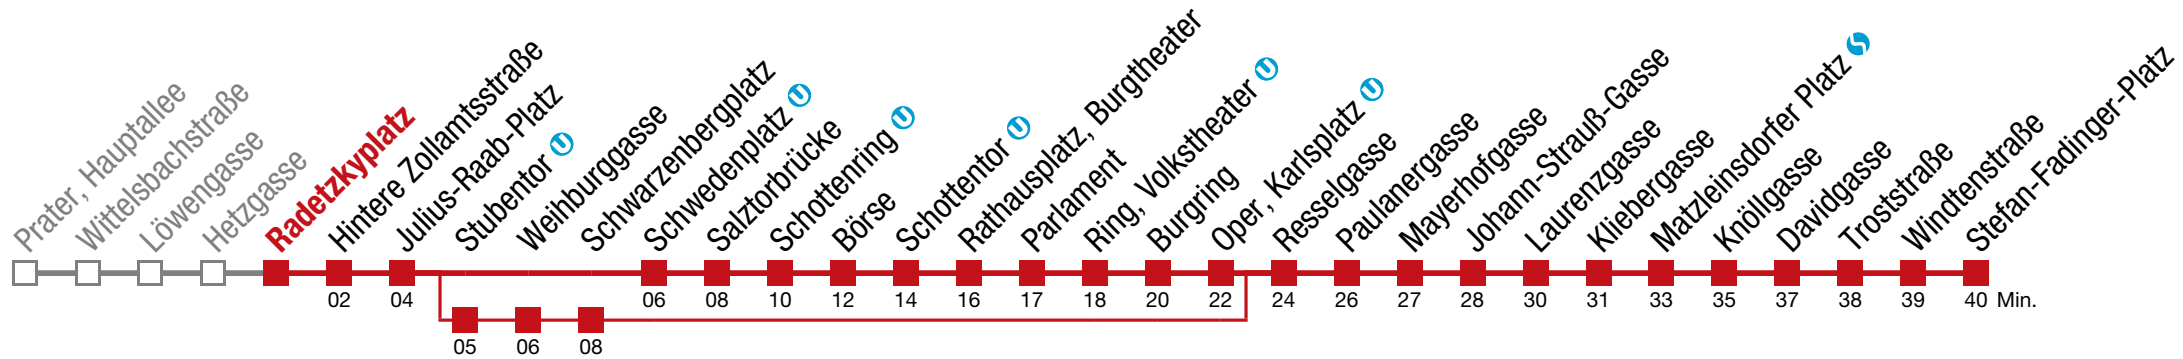 Prater, Hauptallee
Wittelsbachstraße
Löwengasse
Hetzgasse
Radetzkyplatz
Hintere Zollamtsstraße
Julius-Raab-Platz
Stubentor U
Weihburggasse
Schwarzenbergplatz
Schwedenplatz U
Salztorbrücke
Schottenring U
Börse
Schottentor U
Rathausplatz, Burgtheater
Parlament
Ring, Volkstheater U
Burgring
Oper, Karlsplatz U
Resselgasse
Paulanergasse
Mayerhofgasse
Johann-Strauß-Gasse
Laurenzgasse
Kliebergasse
Matzleinsdorfer Platz S
Knöllgasse
Davidgasse
Troststraße
Windtenstraße
Stefan-Fadinger-Platz
02 04 06 08 10 12 14 16 17 18 20 22 24 26 27 28 30 31 33 35 37 38 39 40 Min.
05 06 08